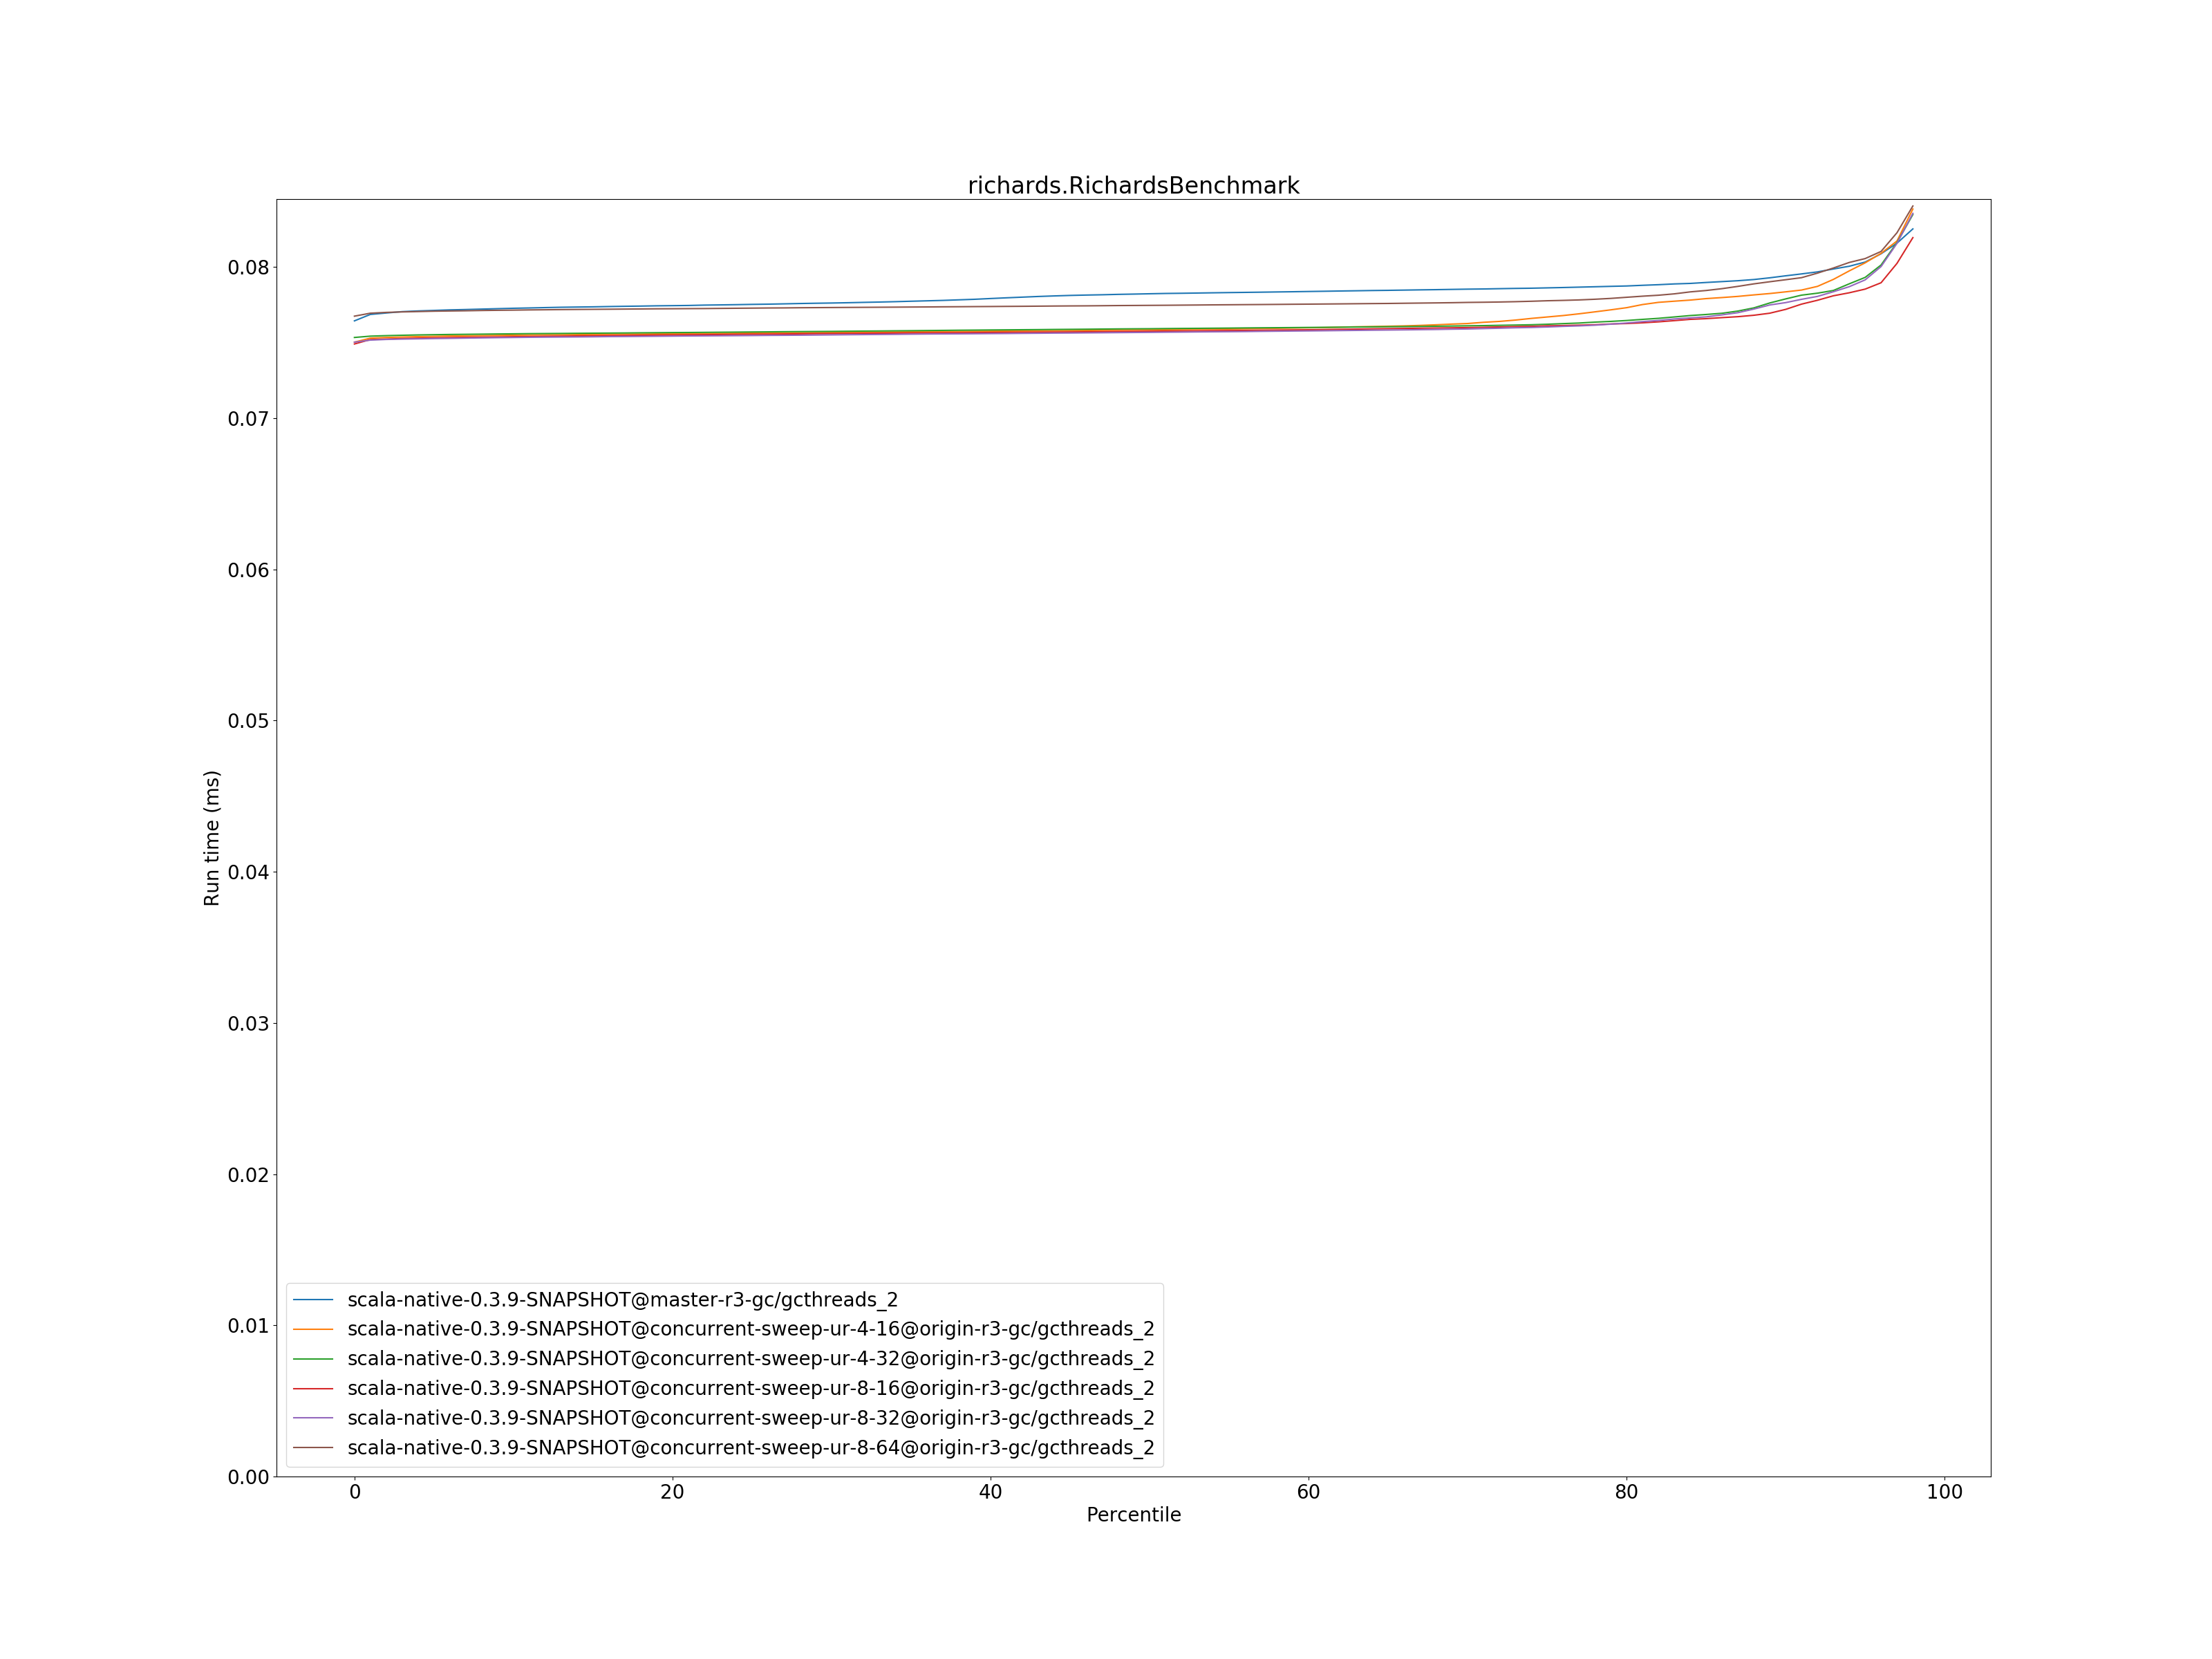 richards.RichardsBenchmark
Run time (ms)
0.08
0.07
0.06
0.05
0.04
0.03
0.02
0.01
0.00
scala-native-0.3.9-SNAPSHOT@master-r3-gc/gcthreads_2
scala-native-0.3.9-SNAPSHOT@concurrent-sweep-ur-4-16@origin-r3-gc/gcthreads_2
scala-native-0.3.9-SNAPSHOT@concurrent-sweep-ur-4-32@origin-r3-gc/gcthreads_2
scala-native-0.3.9-SNAPSHOT@concurrent-sweep-ur-8-16@origin-r3-gc/gcthreads_2
scala-native-0.3.9-SNAPSHOT@concurrent-sweep-ur-8-32@origin-r3-gc/gcthreads_2
scala-native-0.3.9-SNAPSHOT@concurrent-sweep-ur-8-64@origin-r3-gc/gcthreads_2
0 20 40 60 80 100
Percentile